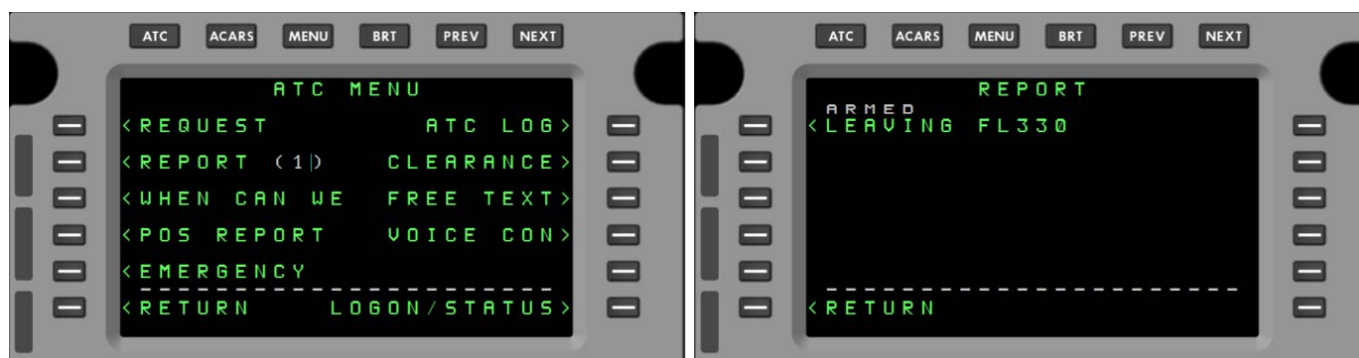 ATC ACARS MENU BRT PREV NEXT
ATC MENU
<REQUEST ATC LOG>
<REPORT (1) CLEARANCE>
<WHEN CAN WE FREE TEXT>
<POS REPORT VOICE CON>
<EMERGENCY
<RETURN LOGON/STATUS>
ATC ACARS MENU BRT PREV NEXT
REPORT
ARMED
<LEAVING FL330
<RETURN